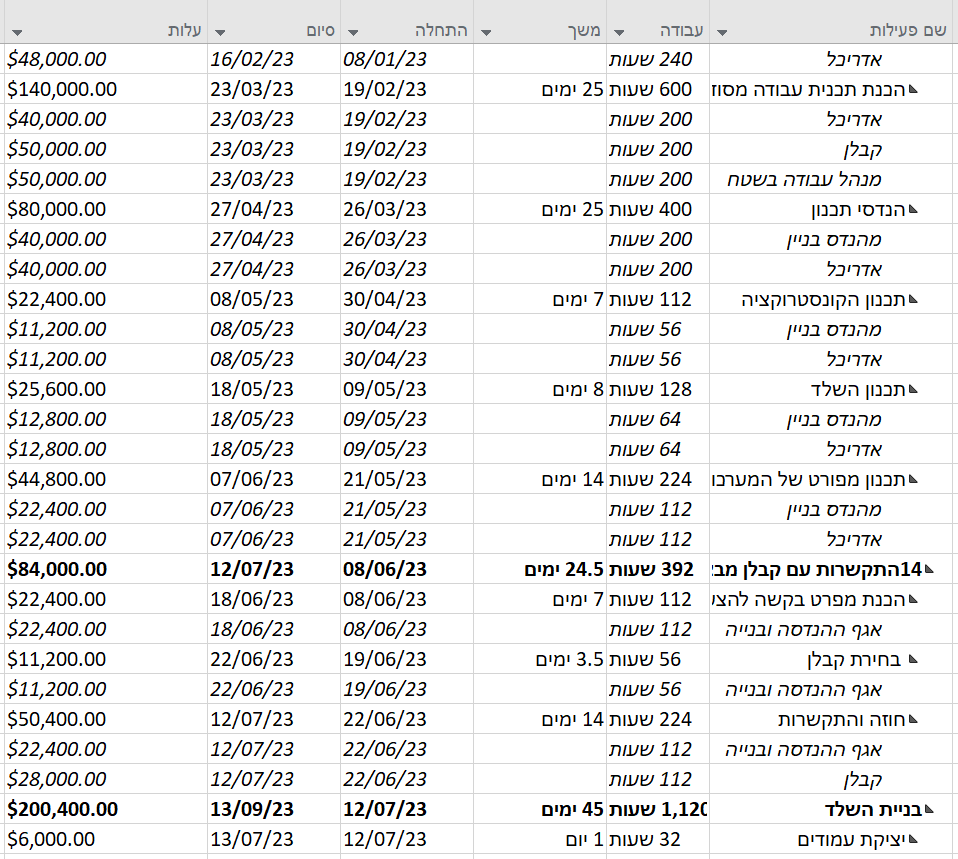 שם פעילות עבודה משך התחלה סיום עלות
אדריכל 240 שעות 08/01/23 16/02/23 $48,000.00
הכנת תכנית עבודה מסוז 600 שעות 25 ימים 19/02/23 23/03/23 $140,000.00
אדריכל 200 שעות 19/02/23 23/03/23 $40,000.00
קבלן 200 שעות 19/02/23 23/03/23 $50,000.00
מנהל עבודה בשטח 200 שעות 19/02/23 23/03/23 $50,000.00
הנדסי תכנון 400 שעות 25 ימים 26/03/23 27/04/23 $80,000.00
מהנדס בניין 200 שעות 26/03/23 27/04/23 $40,000.00
אדריכל 200 שעות 26/03/23 27/04/23 $40,000.00
תכנון הקונסטרוקציה 112 שעות 7 ימים 30/04/23 08/05/23 $22,400.00
מהנדס בניין 56 שעות 30/04/23 08/05/23 $11,200.00
אדריכל 56 שעות 30/04/23 08/05/23 $11,200.00
תכנון השלד 128 שעות 8 ימים 09/05/23 18/05/23 $25,600.00
מהנדס בניין 64 שעות 09/05/23 18/05/23 $12,800.00
אדריכל 64 שעות 09/05/23 18/05/23 $12,800.00
תכנון מפורט של המערכו 224 שעות 14 ימים 21/05/23 07/06/23 $44,800.00
מהנדס בניין 112 שעות 21/05/23 07/06/23 $22,400.00
אדריכל 112 שעות 21/05/23 07/06/23 $22,400.00
14התקשרות עם קבלן מב 392 שעות 24.5 ימים 08/06/23 12/07/23 $84,000.00
הכנת מפרט בקשה להצע 112 שעות 7 ימים 08/06/23 18/06/23 $22,400.00
אגף ההנדסה ובנייה 112 שעות 08/06/23 18/06/23 $22,400.00
בחירת קבלן 56 שעות 3.5 ימים 19/06/23 22/06/23 $11,200.00
אגף ההנדסה ובנייה 56 שעות 19/06/23 22/06/23 $11,200.00
חוזה והתקשרות 224 שעות 14 ימים 22/06/23 12/07/23 $50,400.00
אגף ההנדסה ובנייה 112 שעות 22/06/23 12/07/23 $22,400.00
קבלן 112 שעות 22/06/23 12/07/23 $28,000.00
בניית השלד 1,120 שעות 45 ימים 12/07/23 13/09/23 $200,400.00
יציקת עמודים 32 שעות 1 יום 12/07/23 13/07/23 $6,000.00